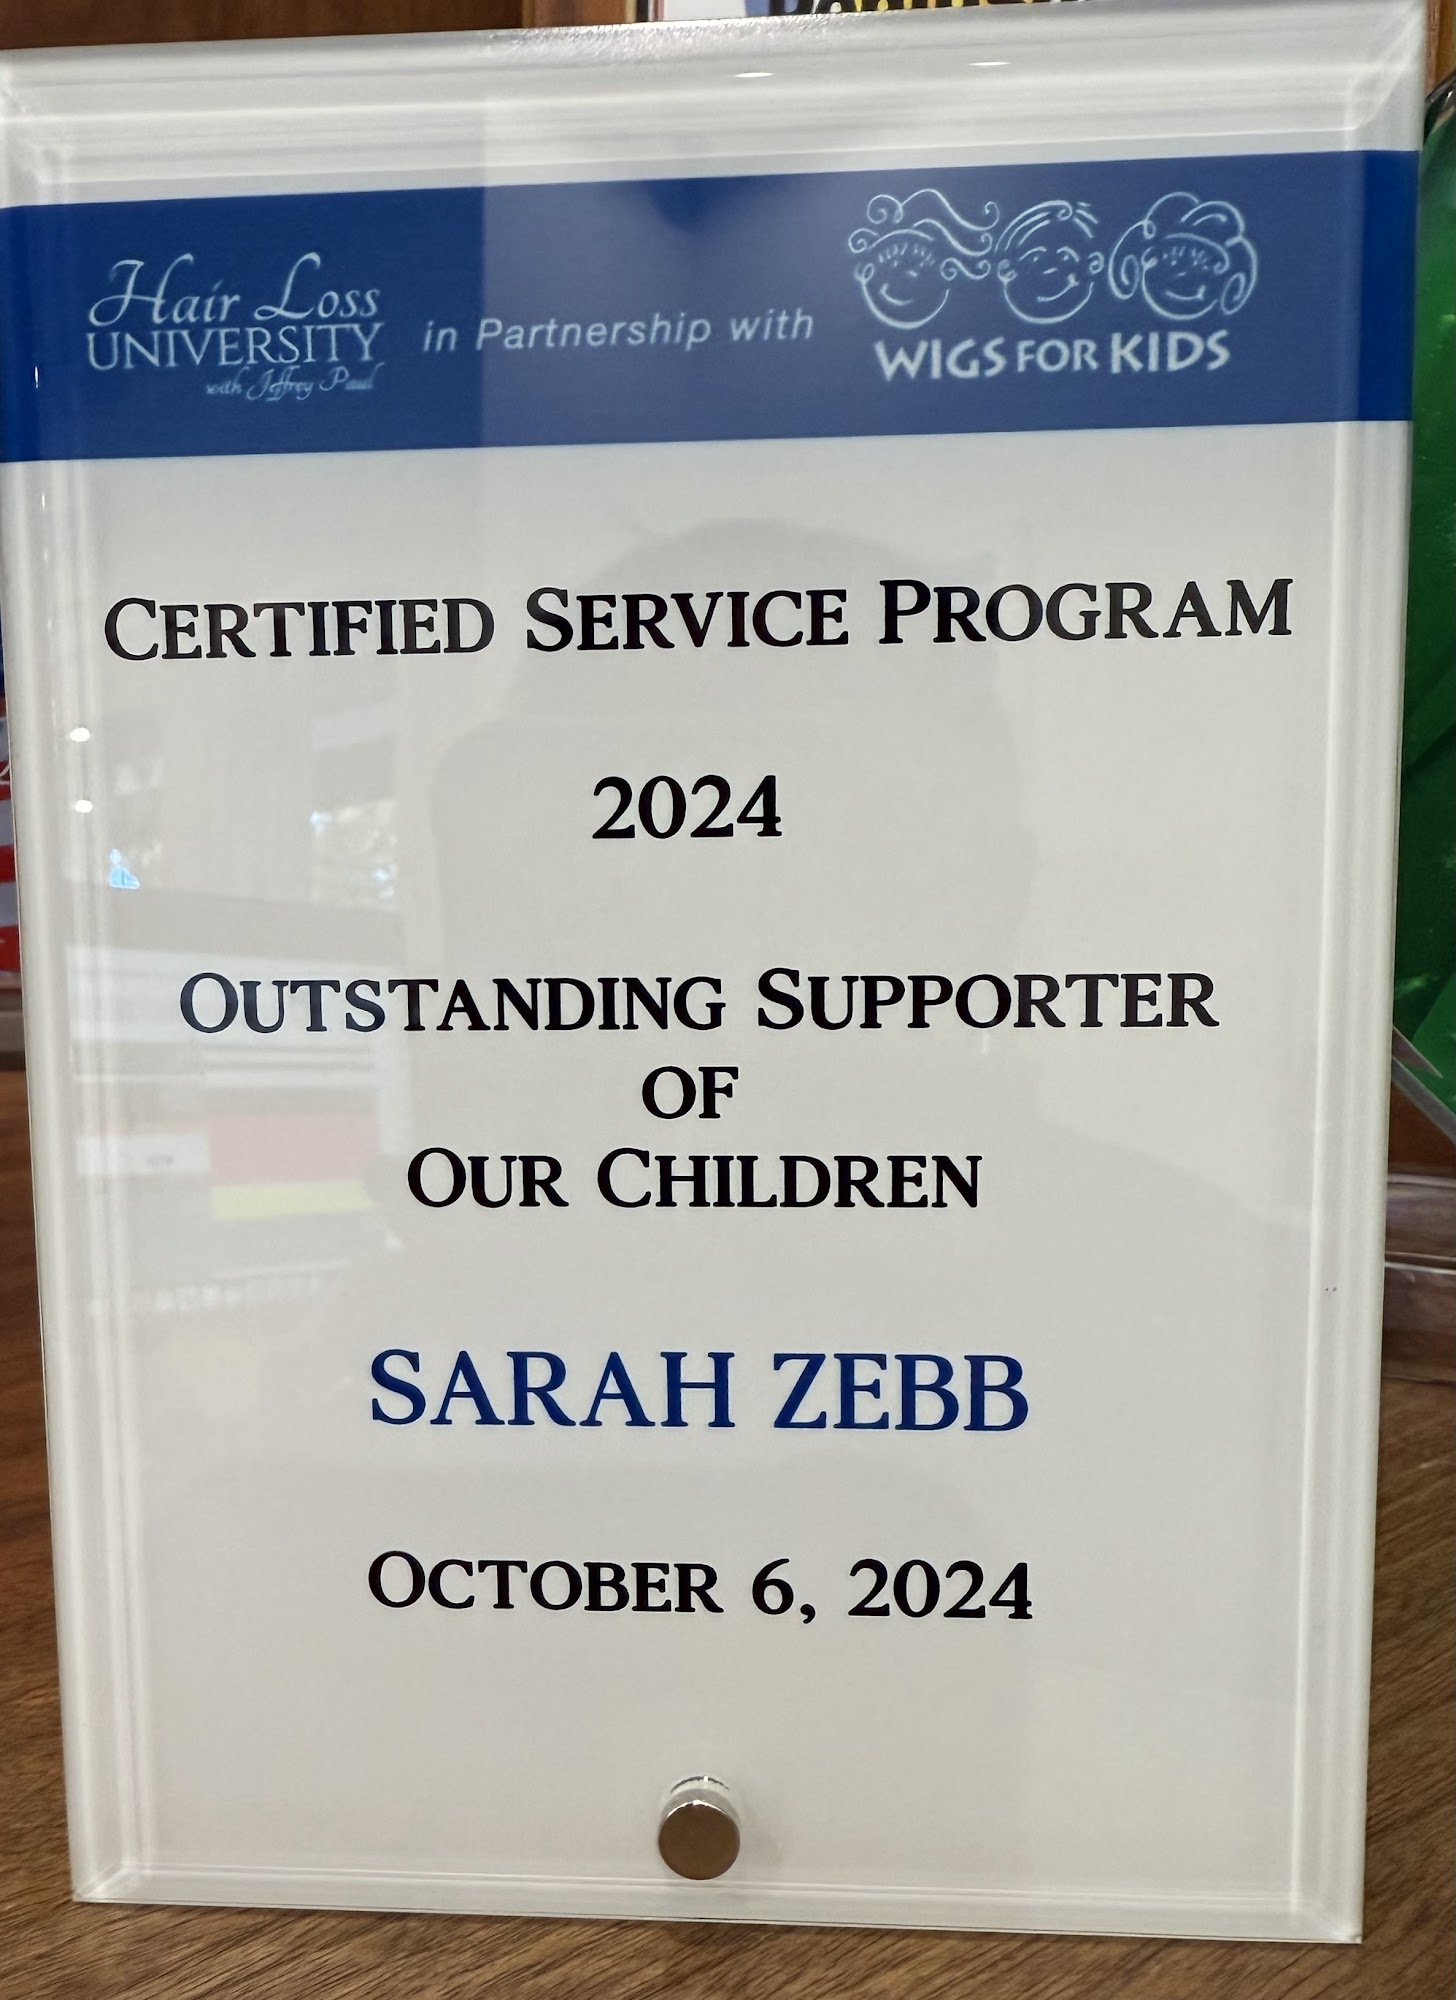 Hair Loss
UNIVERSITY
with Jeffrey Paul
in Partnership with
WIGS FOR KIDS
CERTIFIED SERVICE PROGRAM
2024
OUTSTANDING SUPPORTER
OF
OUR CHILDREN
SARAH ZEBB
OCTOBER 6, 2024